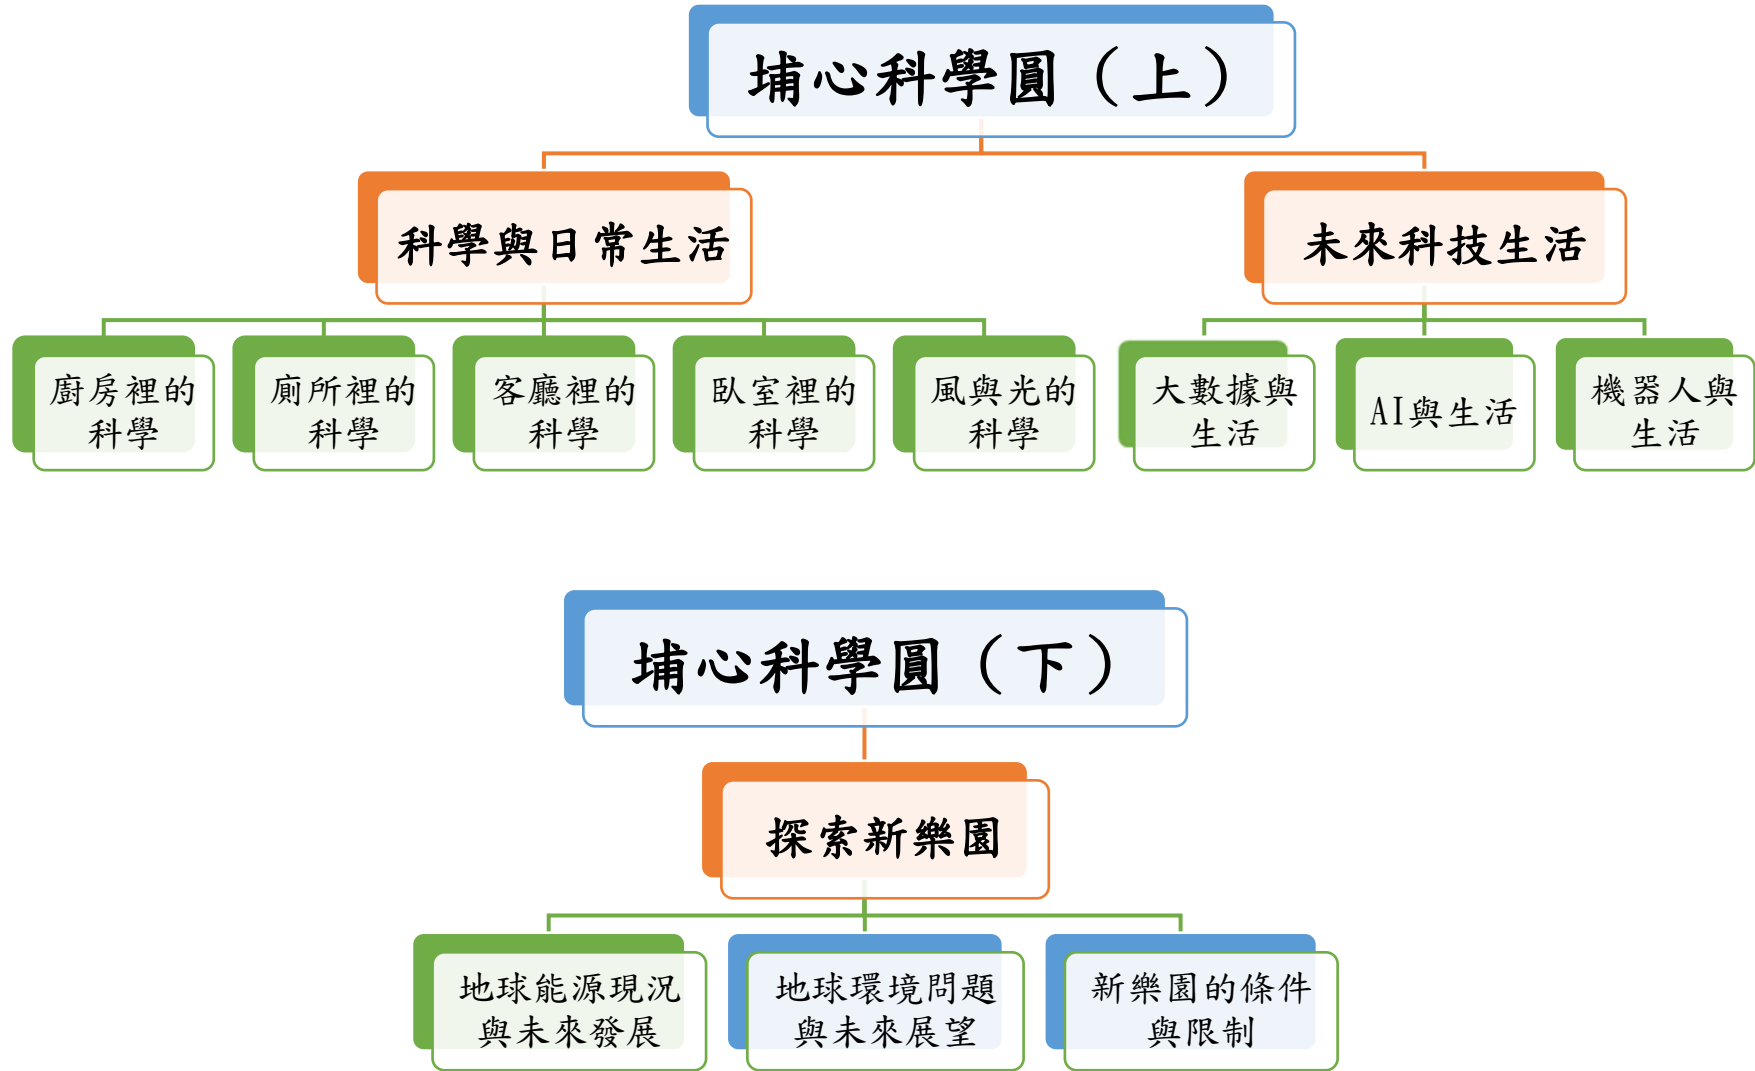 埔心科學圓（上）
科學與日常生活
未來科技生活
廚房裡的
科學
廁所裡的
科學
客廳裡的
科學
臥室裡的
科學
風與光的
科學
大數據與
生活
AI與生活
機器人與
生活
埔心科學圓（下）
探索新樂園
地球能源現況
與未來發展
地球環境問題
與未來展望
新樂園的條件
與限制